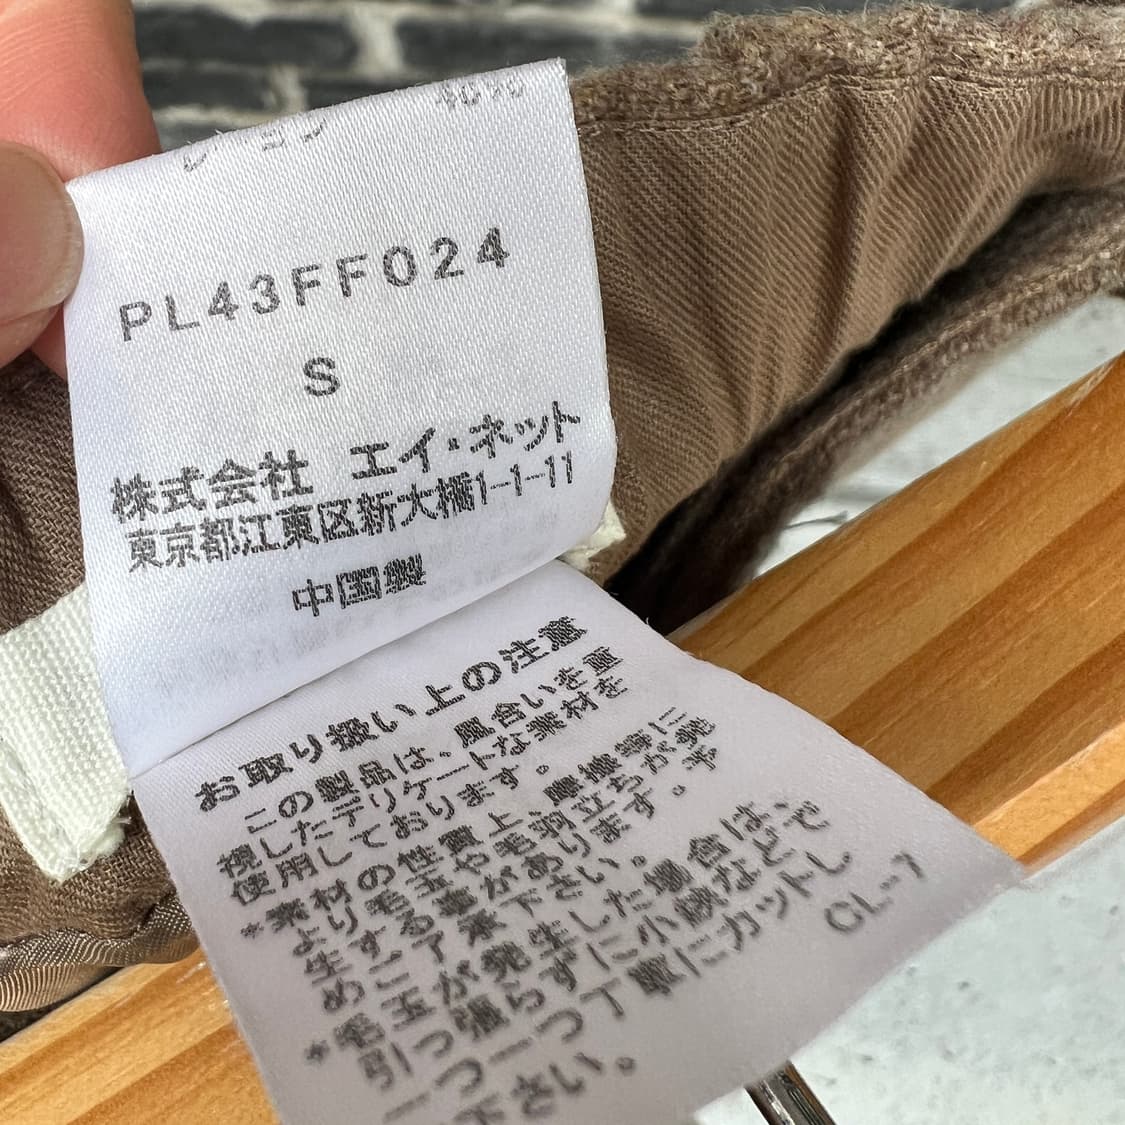 レーヨン 40%
PL43FF024
S
株式会社 エイ・ネット
東京都江東区新大橋1-1-11
中国製
お取り扱い上の注意
この製品は、風合いを重
視したデリケートな素材を
使用しております。
*素材の性質上、摩擦等に
より毛玉や毛羽立ちが発
生する事があります。予
めご了承下さい。
*毛玉が発生した場合は、
引っ張らずに小鋏などで
一つ一つ丁寧にカットし
下さい。
CL-7